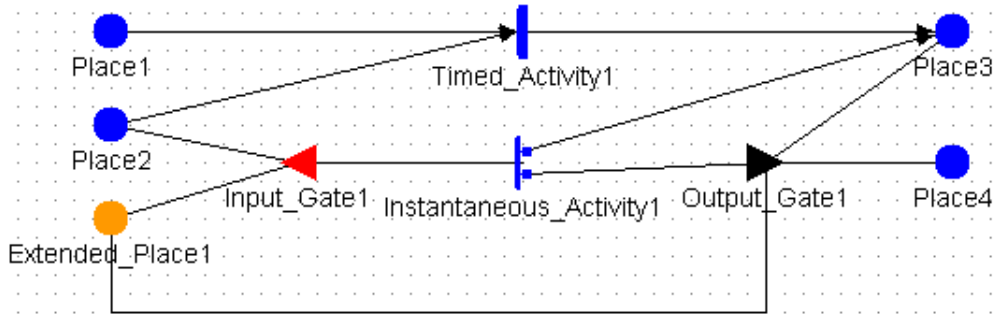 Place1
Timed_Activity1
Place3
Place2
Input_Gate1
Instantaneous_Activity1
Output_Gate1
Place4
Extended_Place1